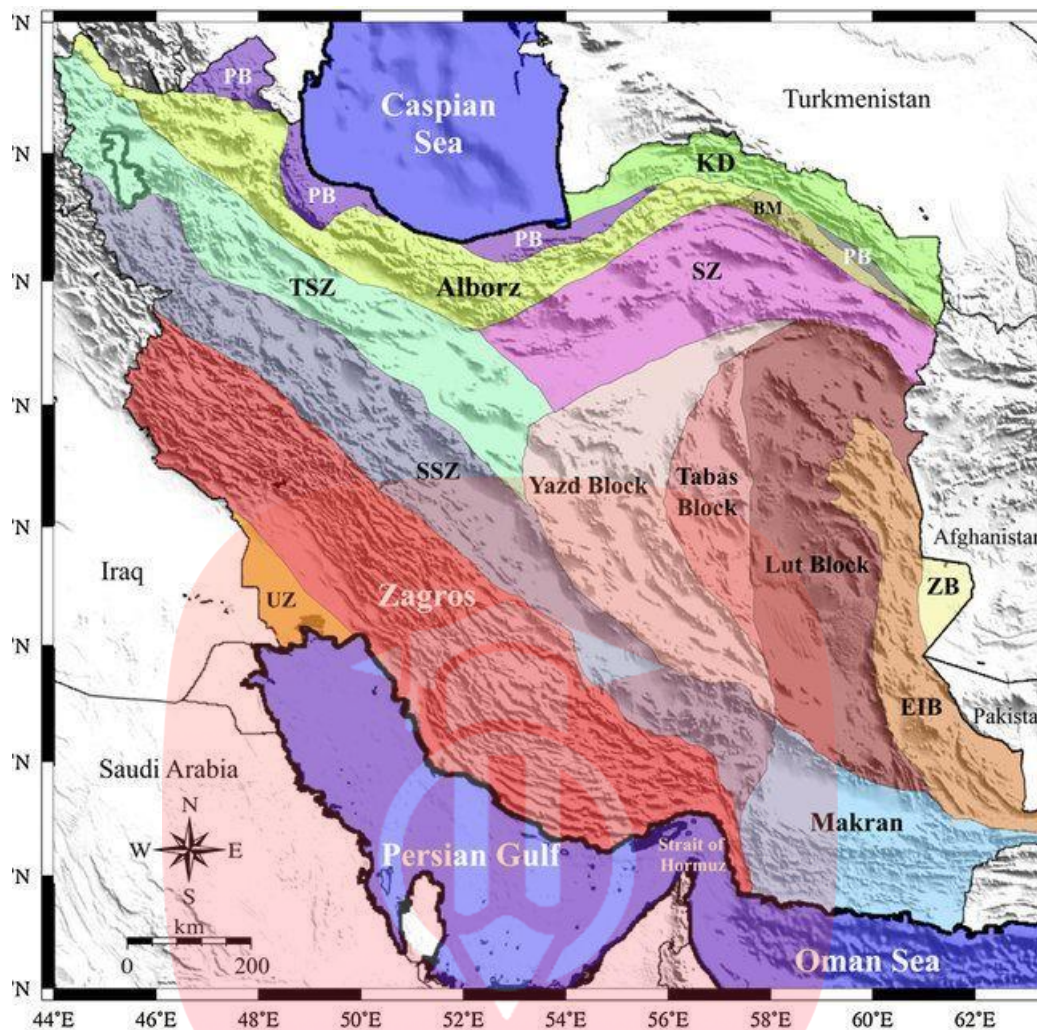 'N
PB
Caspian
Sea
Turkmenistan
'N
KD
PB
BM
PB
PB
'N
TSZ
Alborz
SZ
'N
SSZ
Yazd Block
Tabas
Block
'N
Afghanistan
Iraq
Lut Block
ZB
UZ
Zagros
'N
EIB
Pakista
'N
Saudi Arabia
N
W
E
S
Makran
Persian Gulf
Strait of
Hormuz
'N
km
0
200
Oman Sea
'N
44°E
46°E
48°E
50°E
52°E
54°E
56°E
58°E
60°E
62°E